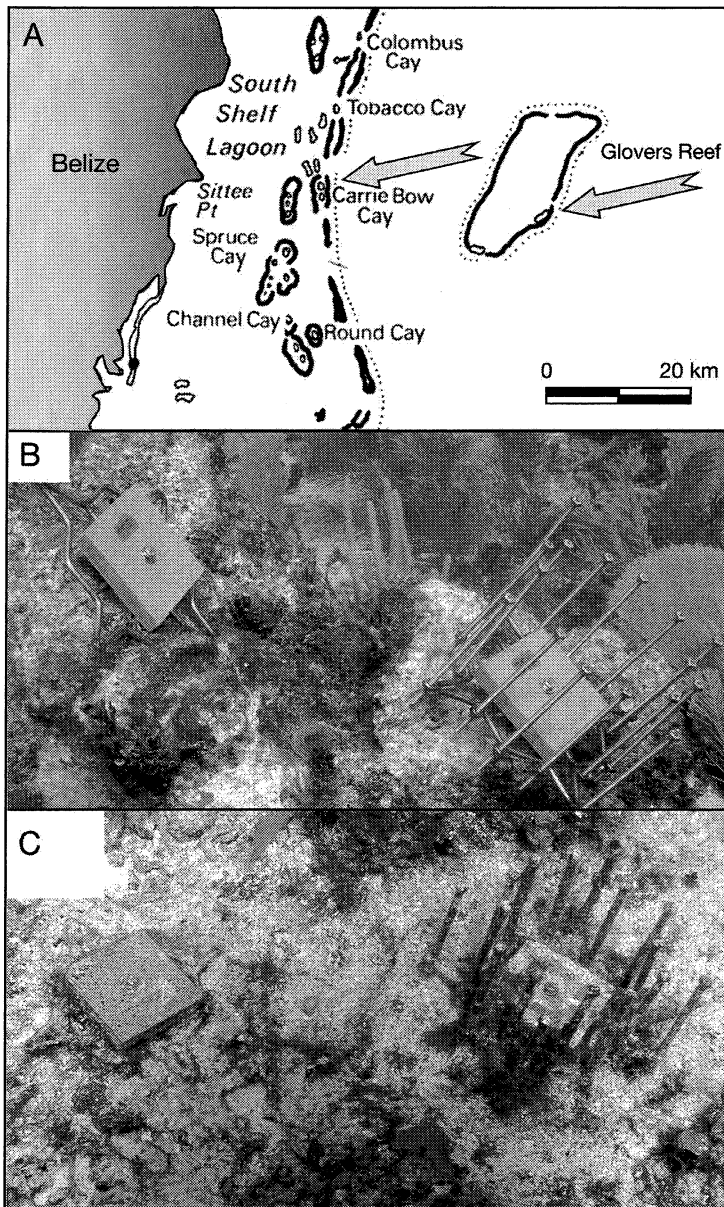 A
Colombus
Cay
South
Shelf
Lagoon
Tobacco Cay
Belize
Glovers Reef
Sittee
Pt
Carrie Bow
Cay
Spruce
Cay
Channel Cay
Round Cay
0 20 km
B
C